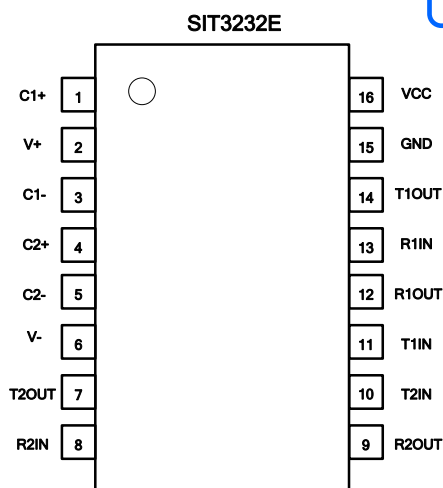 SIT3232E
C1+ 1 16 VCC
V+ 2 15 GND
C1- 3 14 T1OUT
C2+ 4 13 R1IN
C2- 5 12 R1OUT
V- 6 11 T1IN
T2OUT 7 10 T2IN
R2IN 8 9 R2OUT